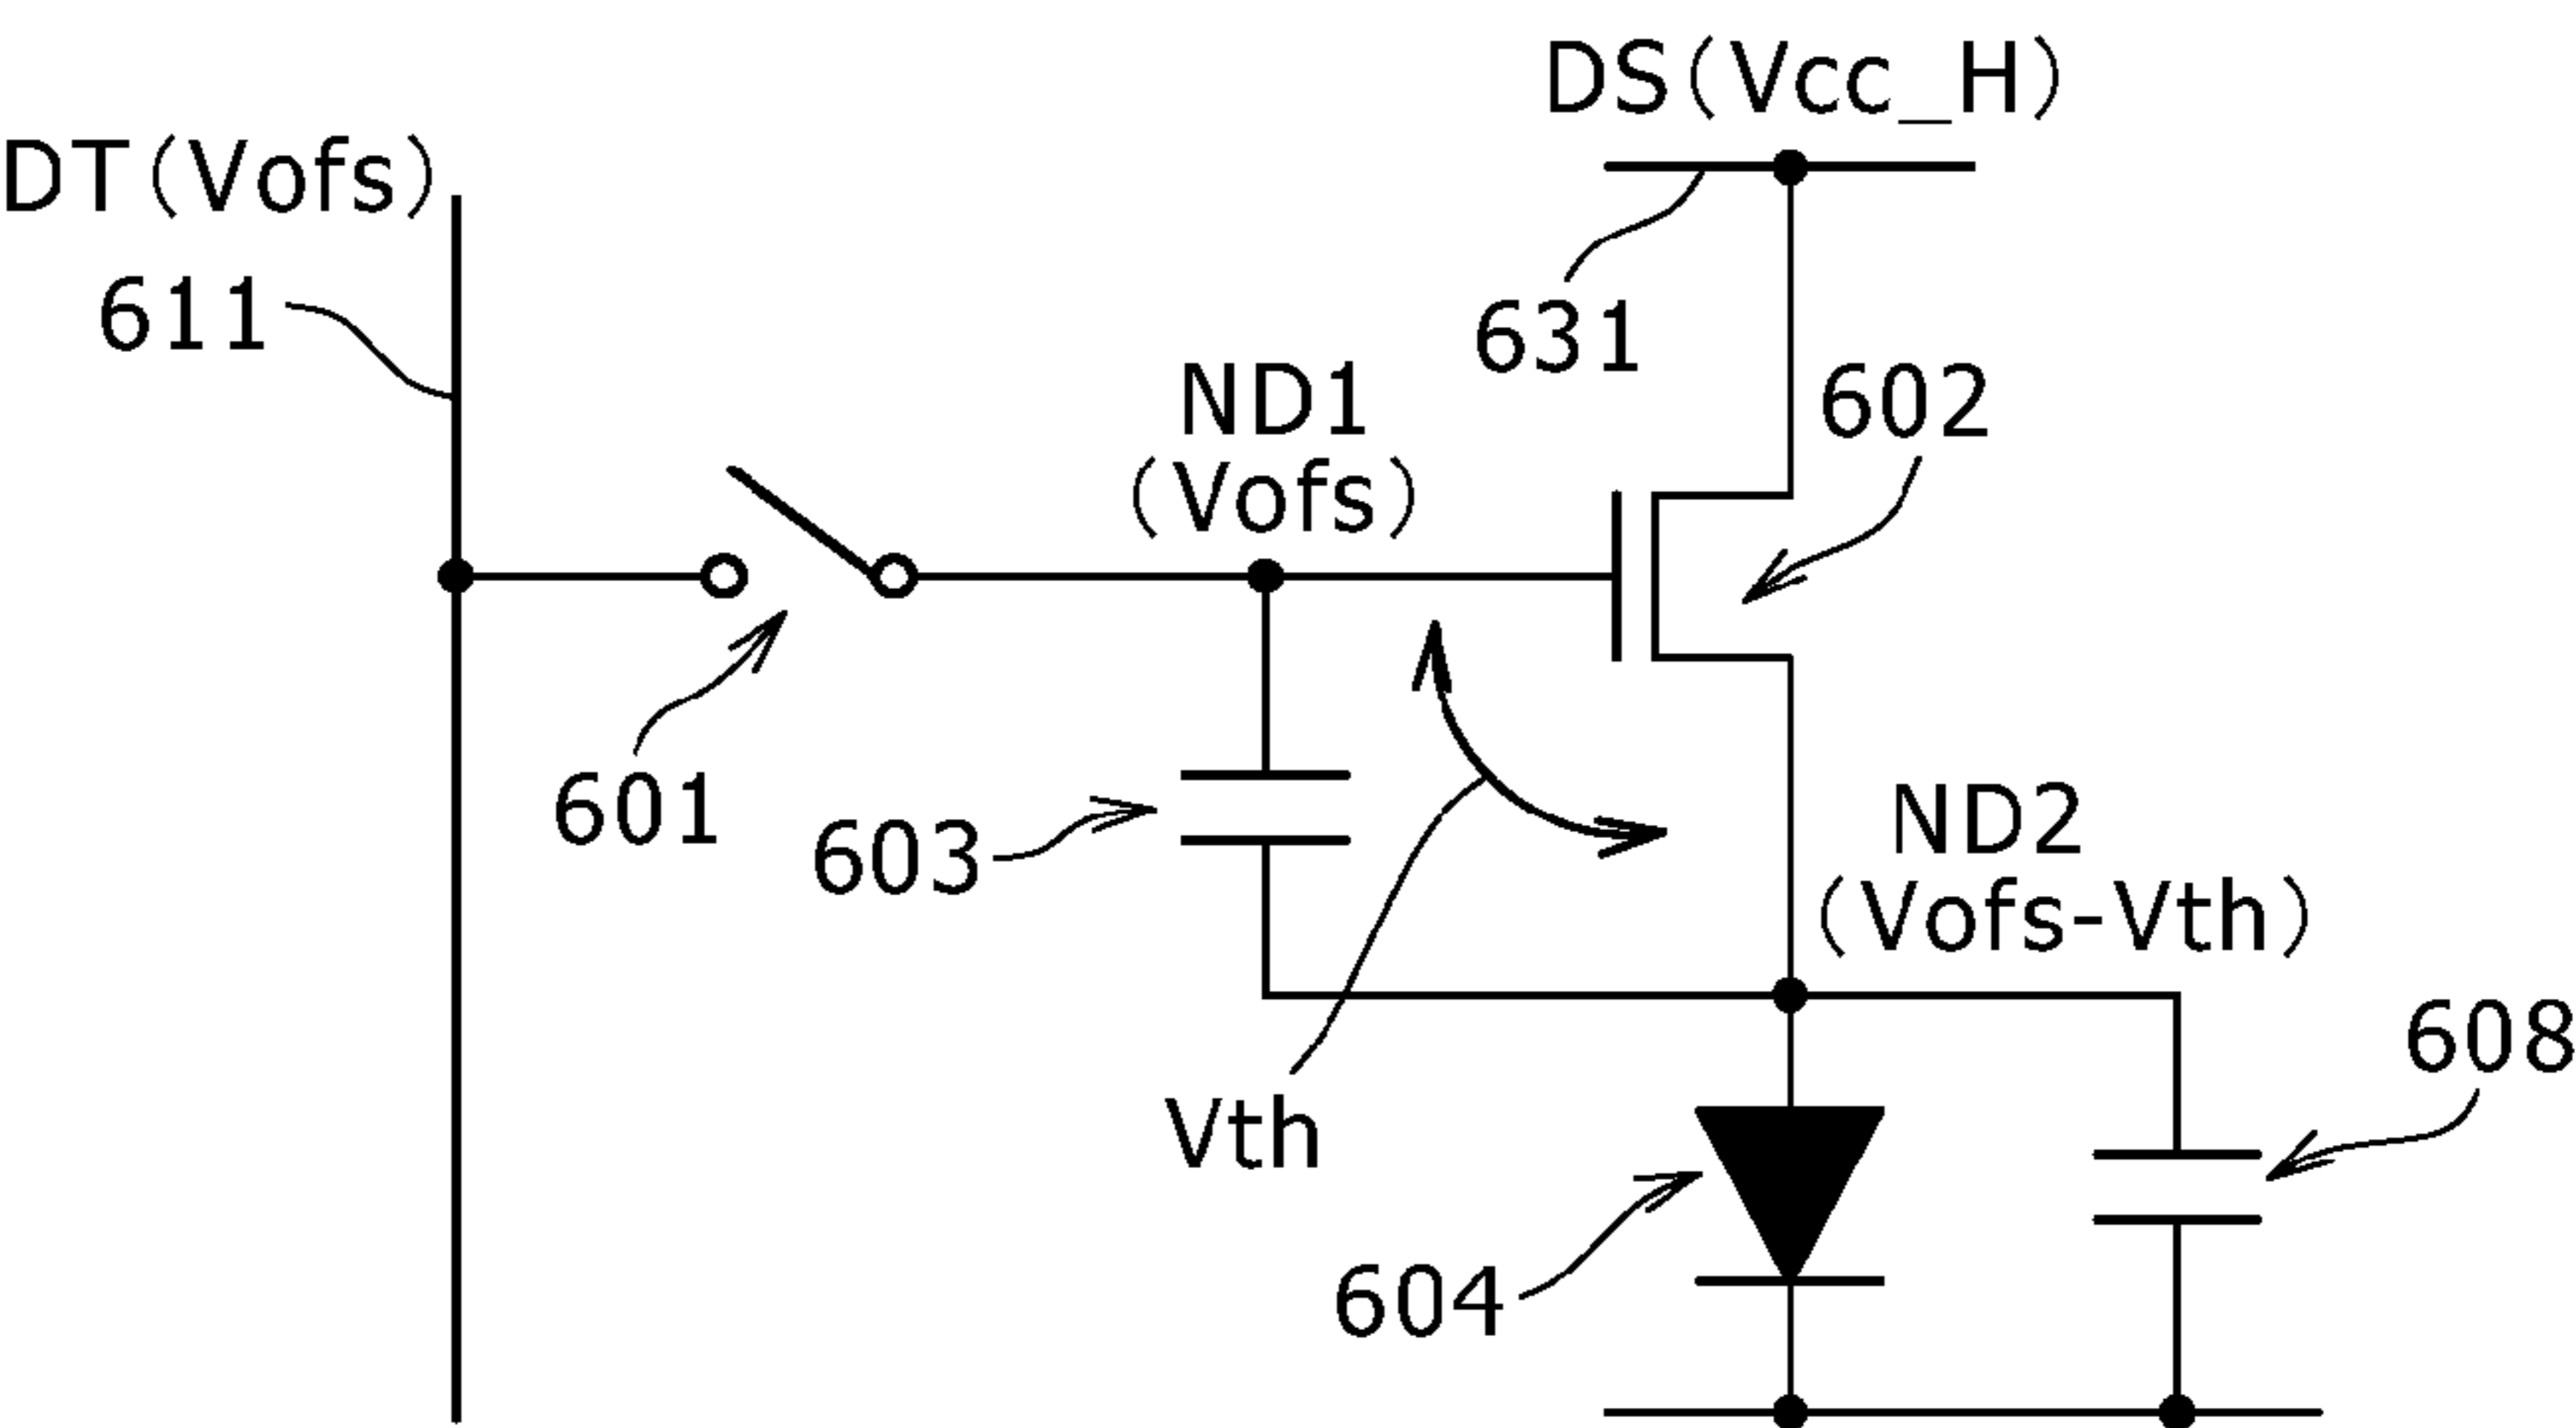 DS(Vcc_H)
DT(Vofs)
611
631
ND1
(Vofs)
602
601
603
ND2
(Vofs-Vth)
608
Vth
604